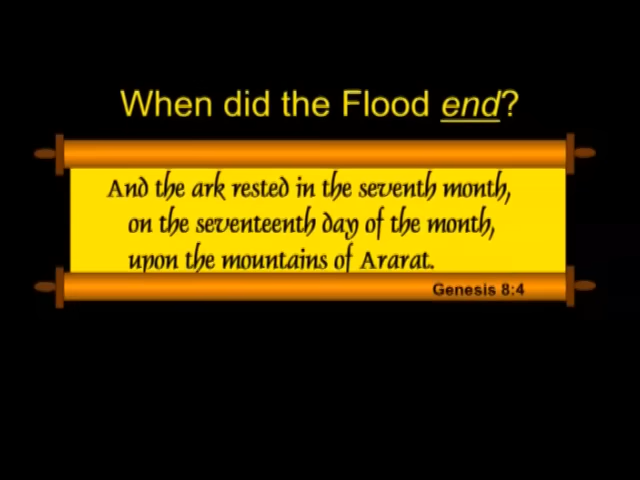 When did the Flood end?
And the ark rested in the seventh month,
on the seventeenth day of the month,
upon the mountains of Ararat.
Genesis 8:4